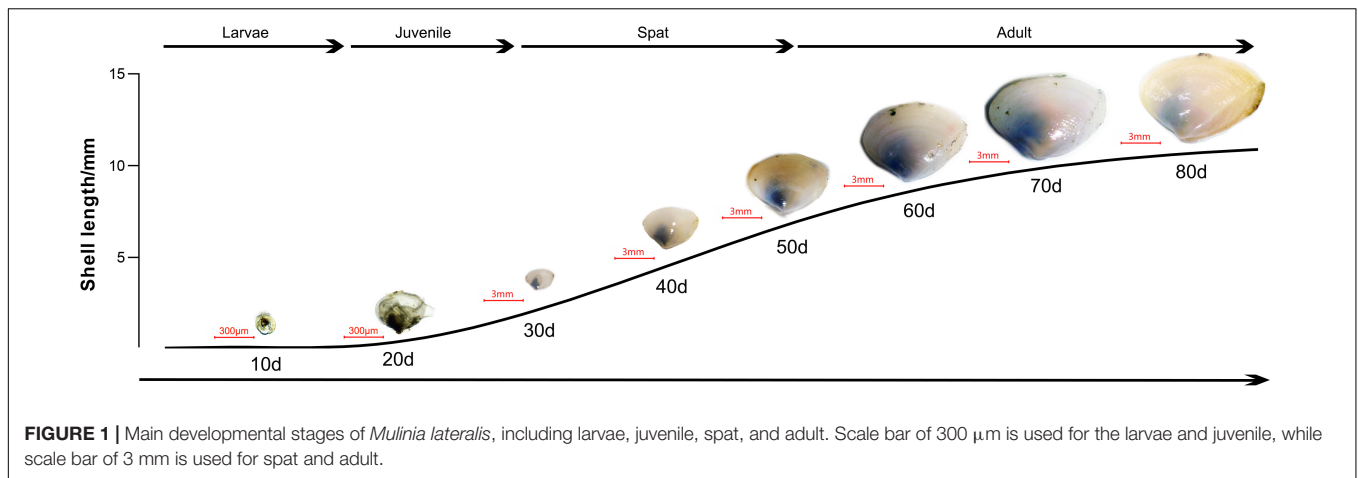 Larvae Juvenile Spat Adult
15
10
5
Shell length/mm
300μm
10d
300μm
20d
3mm
30d
3mm
40d
3mm
50d
3mm
60d
3mm
70d
3mm
80d
FIGURE 1 | Main developmental stages of Mulinia lateralis, including larvae, juvenile, spat, and adult. Scale bar of 300 μm is used for the larvae and juvenile, while
scale bar of 3 mm is used for spat and adult.